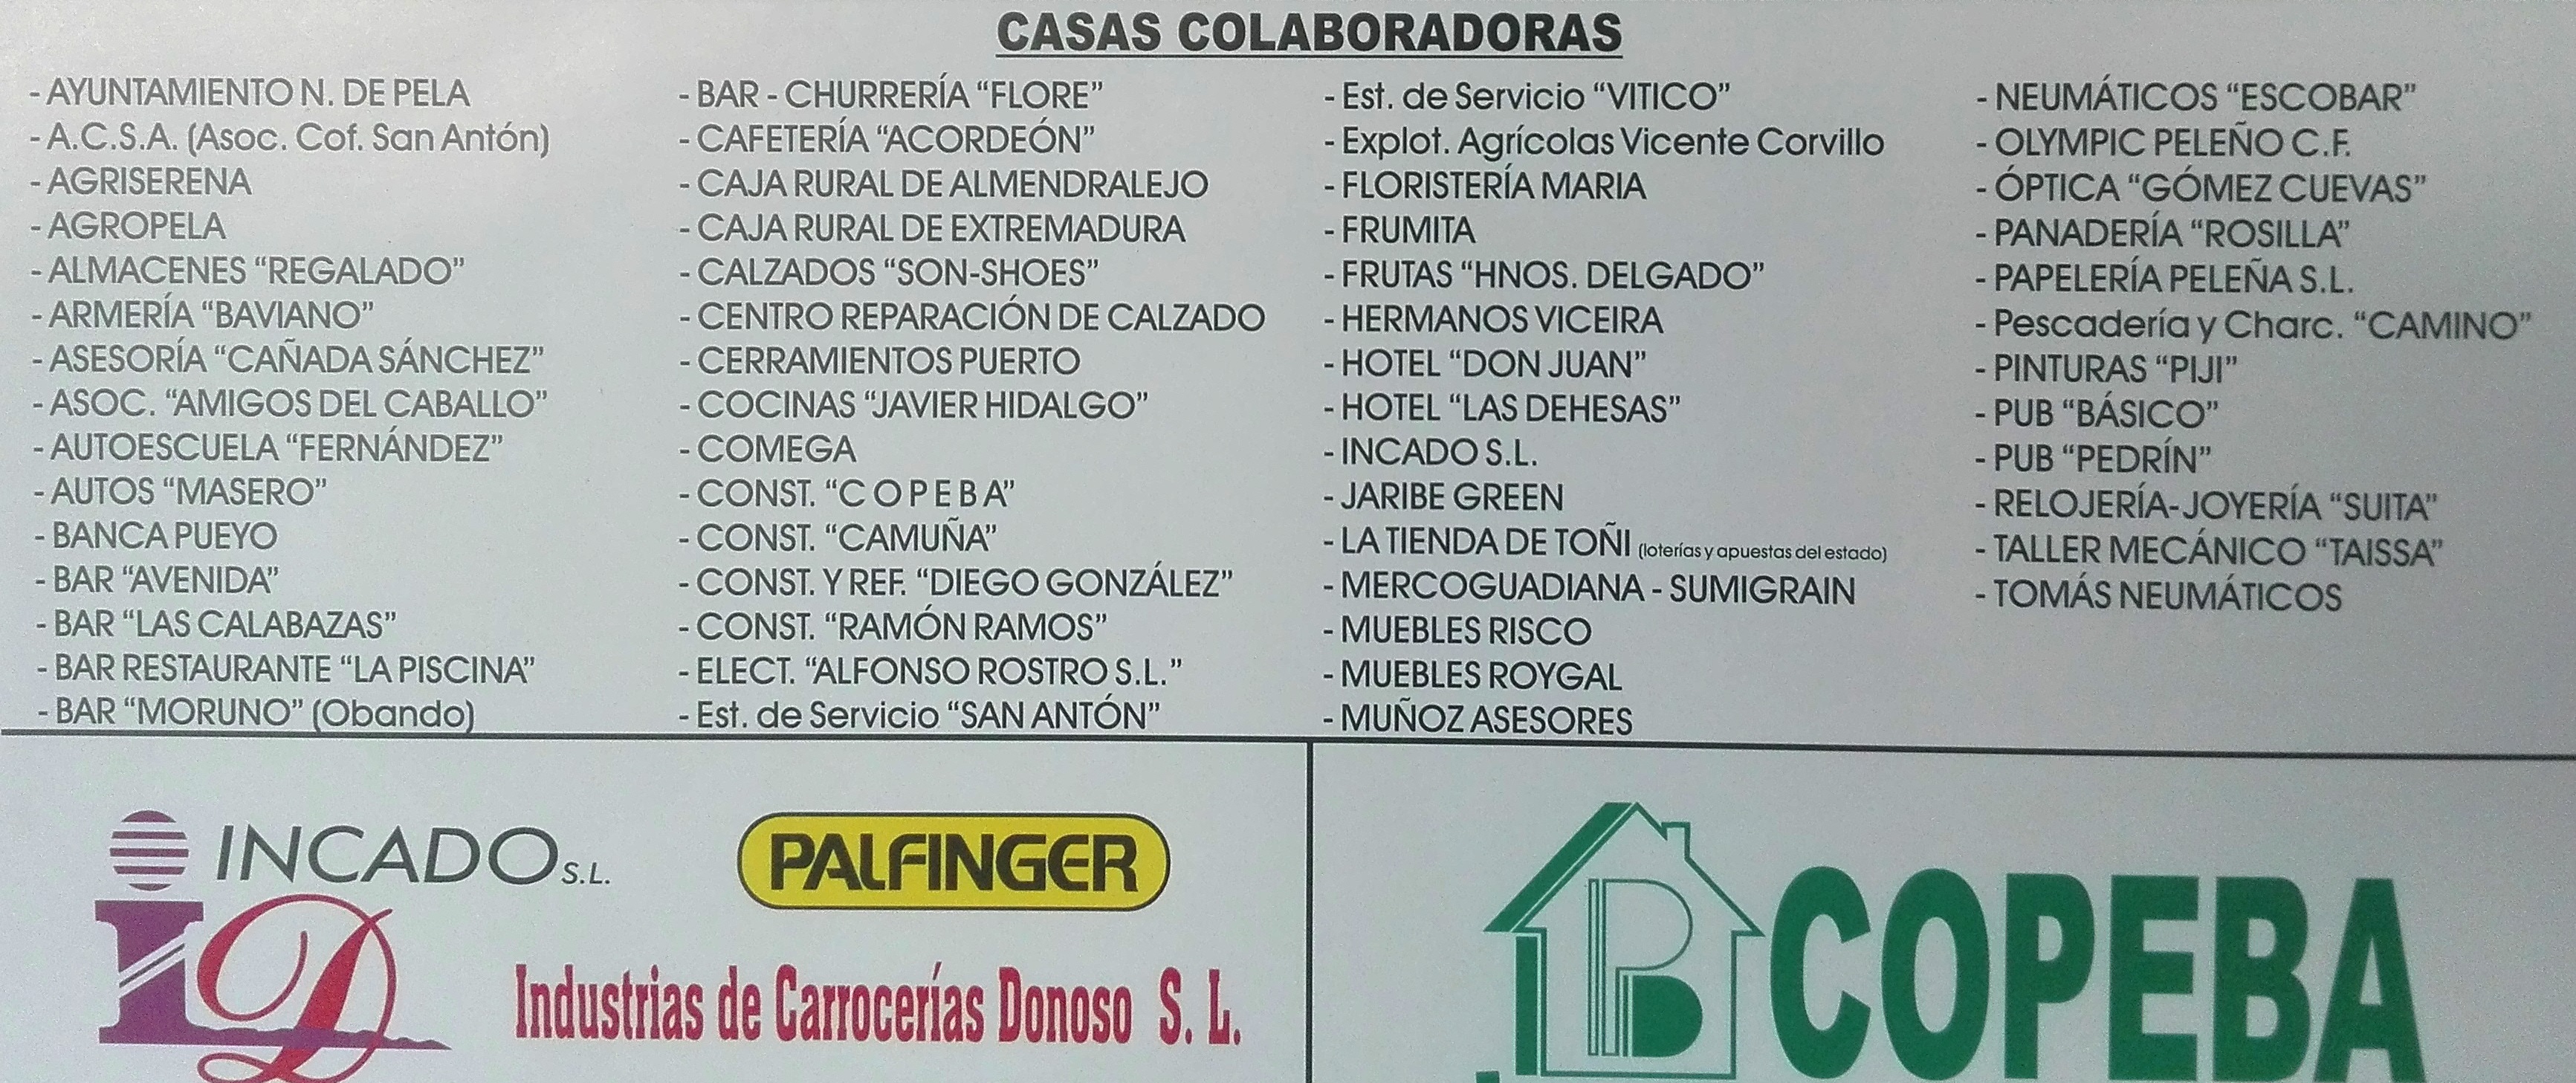 CASAS COLABORADORAS
- AYUNTAMIENTO N. DE PELA
- A.C.S.A. (Asoc. Cof. San Antón)
- AGRISERENA
- AGROPELA
- ALMACENES “REGALADO”
- ARMERÍA “BAVIANO”
- ASESORÍA “CAÑADA SÁNCHEZ”
- ASOC. “AMIGOS DEL CABALLO”
- AUTOESCUELA “FERNÁNDEZ”
- AUTOS “MASERO”
- BANCA PUEYO
- BAR “AVENIDA”
- BAR “LAS CALABAZAS”
- BAR RESTAURANTE “LA PISCINA”
- BAR “MORUNO” (Obando)
- BAR - CHURRERÍA “FLORE”
- CAFETERÍA “ACORDEÓN”
- CAJA RURAL DE ALMENDRALEJO
- CAJA RURAL DE EXTREMADURA
- CALZADOS “SON-SHOES”
- CENTRO REPARACIÓN DE CALZADO
- CERRAMIENTOS PUERTO
- COCINAS “JAVIER HIDALGO”
- COMEGA
- CONST. “C O P E B A”
- CONST. “CAMUÑA”
- CONST. Y REF. “DIEGO GONZÁLEZ”
- CONST. “RAMÓN RAMOS”
- ELECT. “ALFONSO ROSTRO S.L.”
- Est. de Servicio “SAN ANTÓN”
- Est. de Servicio “VITICO”
- Explot. Agrícolas Vicente Corvillo
- FLORISTERÍA MARIA
- FRUMITA
- FRUTAS “HNOS. DELGADO”
- HERMANOS VICEIRA
- HOTEL “DON JUAN”
- HOTEL “LAS DEHESAS”
- INCADO S.L.
- JARIBE GREEN
- LA TIENDA DE TOÑI (loterías y apuestas del estado)
- MERCOGUADIANA - SUMIGRAIN
- MUEBLES RISCO
- MUEBLES ROYGAL
- MUÑOZ ASESORES
- NEUMÁTICOS “ESCOBAR”
- OLYMPIC PELEÑO C.F.
- ÓPTICA “GÓMEZ CUEVAS”
- PANADERÍA “ROSILLA”
- PAPELERÍA PELEÑA S.L.
- Pescadería y Charc. “CAMINO”
- PINTURAS “PIJI”
- PUB “BÁSICO”
- PUB “PEDRÍN”
- RELOJERÍA-JOYERÍA “SUITA”
- TALLER MECÁNICO “TAISSA”
- TOMÁS NEUMÁTICOS
INCADO S.L.
ID
PALFINGER
Industrias de Carrocerías Donoso S. L.
COPEBA